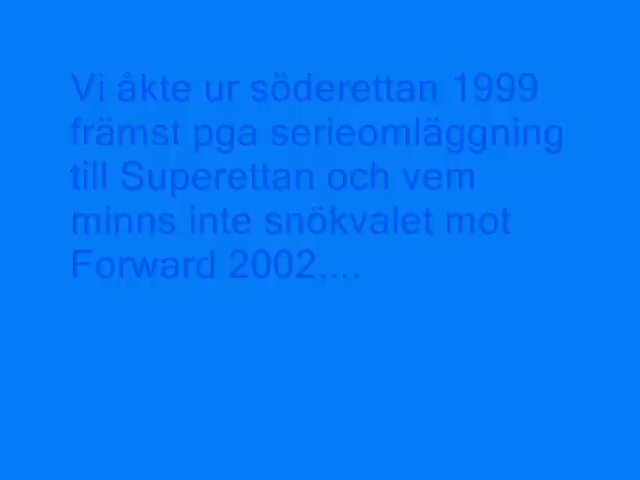 Vi åkte ur söderettan 1999
främst pga serieomläggning
till Superettan och vem
minns inte snökvalet mot
Forward 2002....